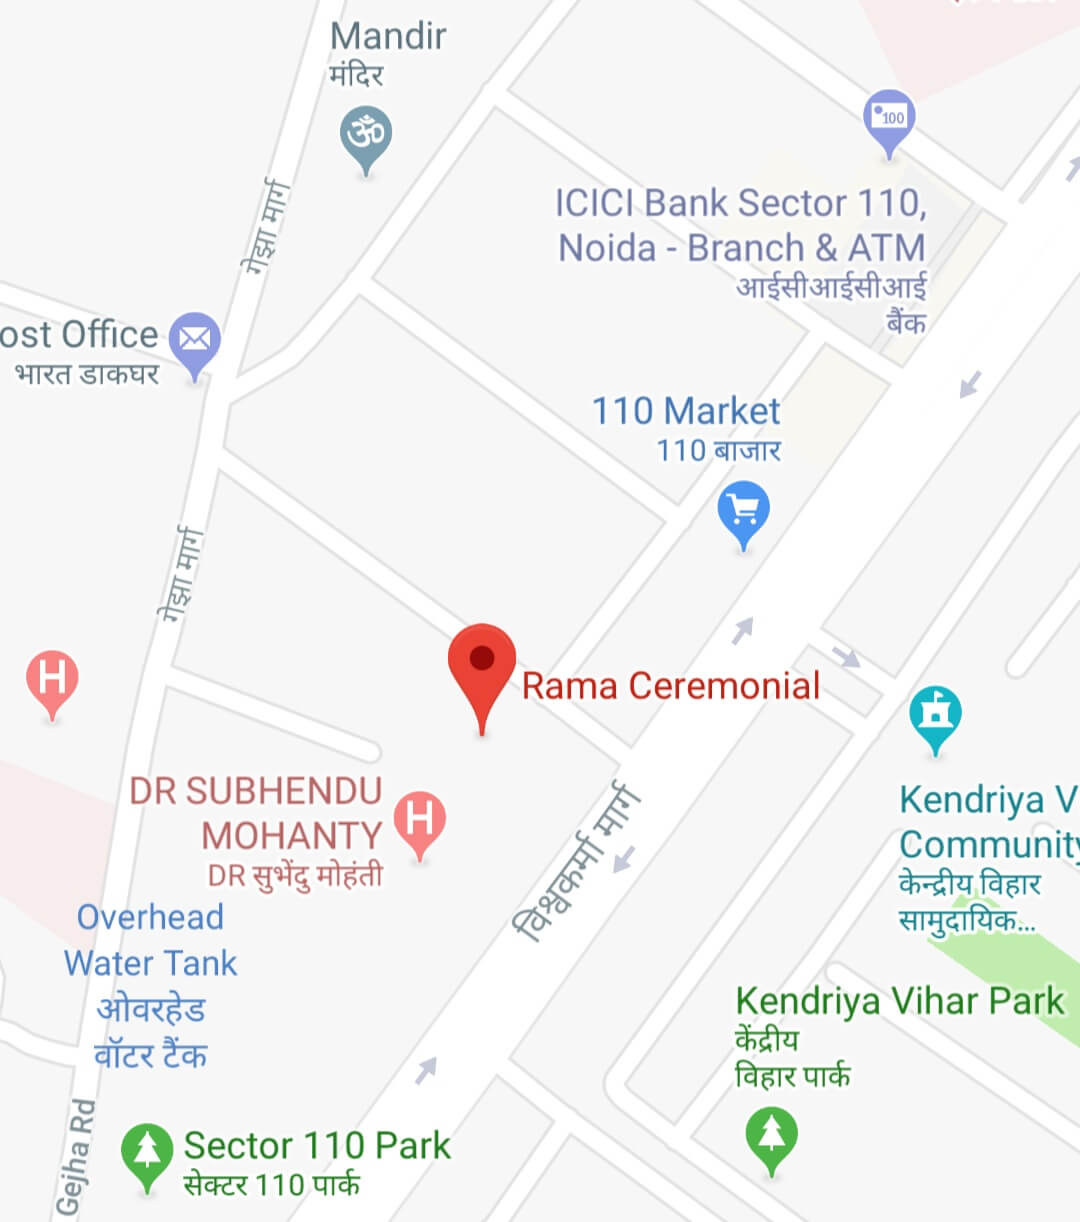 Mandir
मंदिर
100
ICICI Bank Sector 110,
Noida - Branch & ATM
आईसीआईसीआई
बैंक
गेझा मार्ग
ost Office
भारत डाकघर
110 Market
110 बाजार
गेझा मार्ग
H
Rama Ceremonial
DR SUBHENDU
MOHANTY
DR सुभेंदु मोहंती
H
Kendriya V
Community
केन्द्रीय विहार
सामुदायिक...
विश्वकर्मा मार्ग
Overhead
Water Tank
ओवरहेड
वॉटर टैंक
Kendriya Vihar Park
केंद्रीय
विहार पार्क
Gejha Rd
Sector 110 Park
सेक्टर 110 पार्क